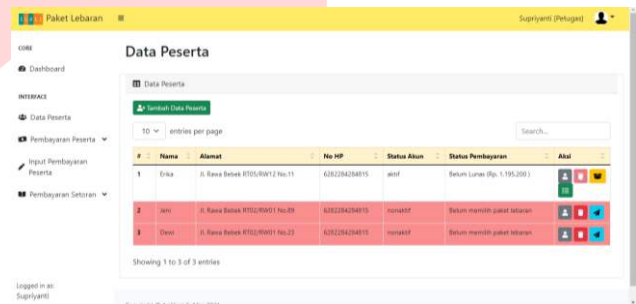 Paket Lebaran
Supriyanti (Petugas)
CORE
Dashboard
INTERFACE
Data Peserta
Pembayaran Peserta
Input Pembayaran
Peserta
Pembayaran Setoran
Logged in as:
Supriyanti
Data Peserta
Data Peserta
Tambah Data Peserta
10 entries per page
Search...
# Nama Alamat No HP Status Akun Status Pembayaran Aksi
1 Erika Jl. Rawa Bebek RT05/RW12 No.11 6282284284815 aktif Belum Lunas (Rp. 1.195.200 )
2 Jeni Jl. Rawa Bebek RT02/RW01 No.89 6282284284815 nonaktif Belum memilih paket lebaran
3 Dewi Jl. Rawa Bebek RT02/RW01 No.23 6282284284815 nonaktif Belum memilih paket lebaran
Showing 1 to 3 of 3 entries